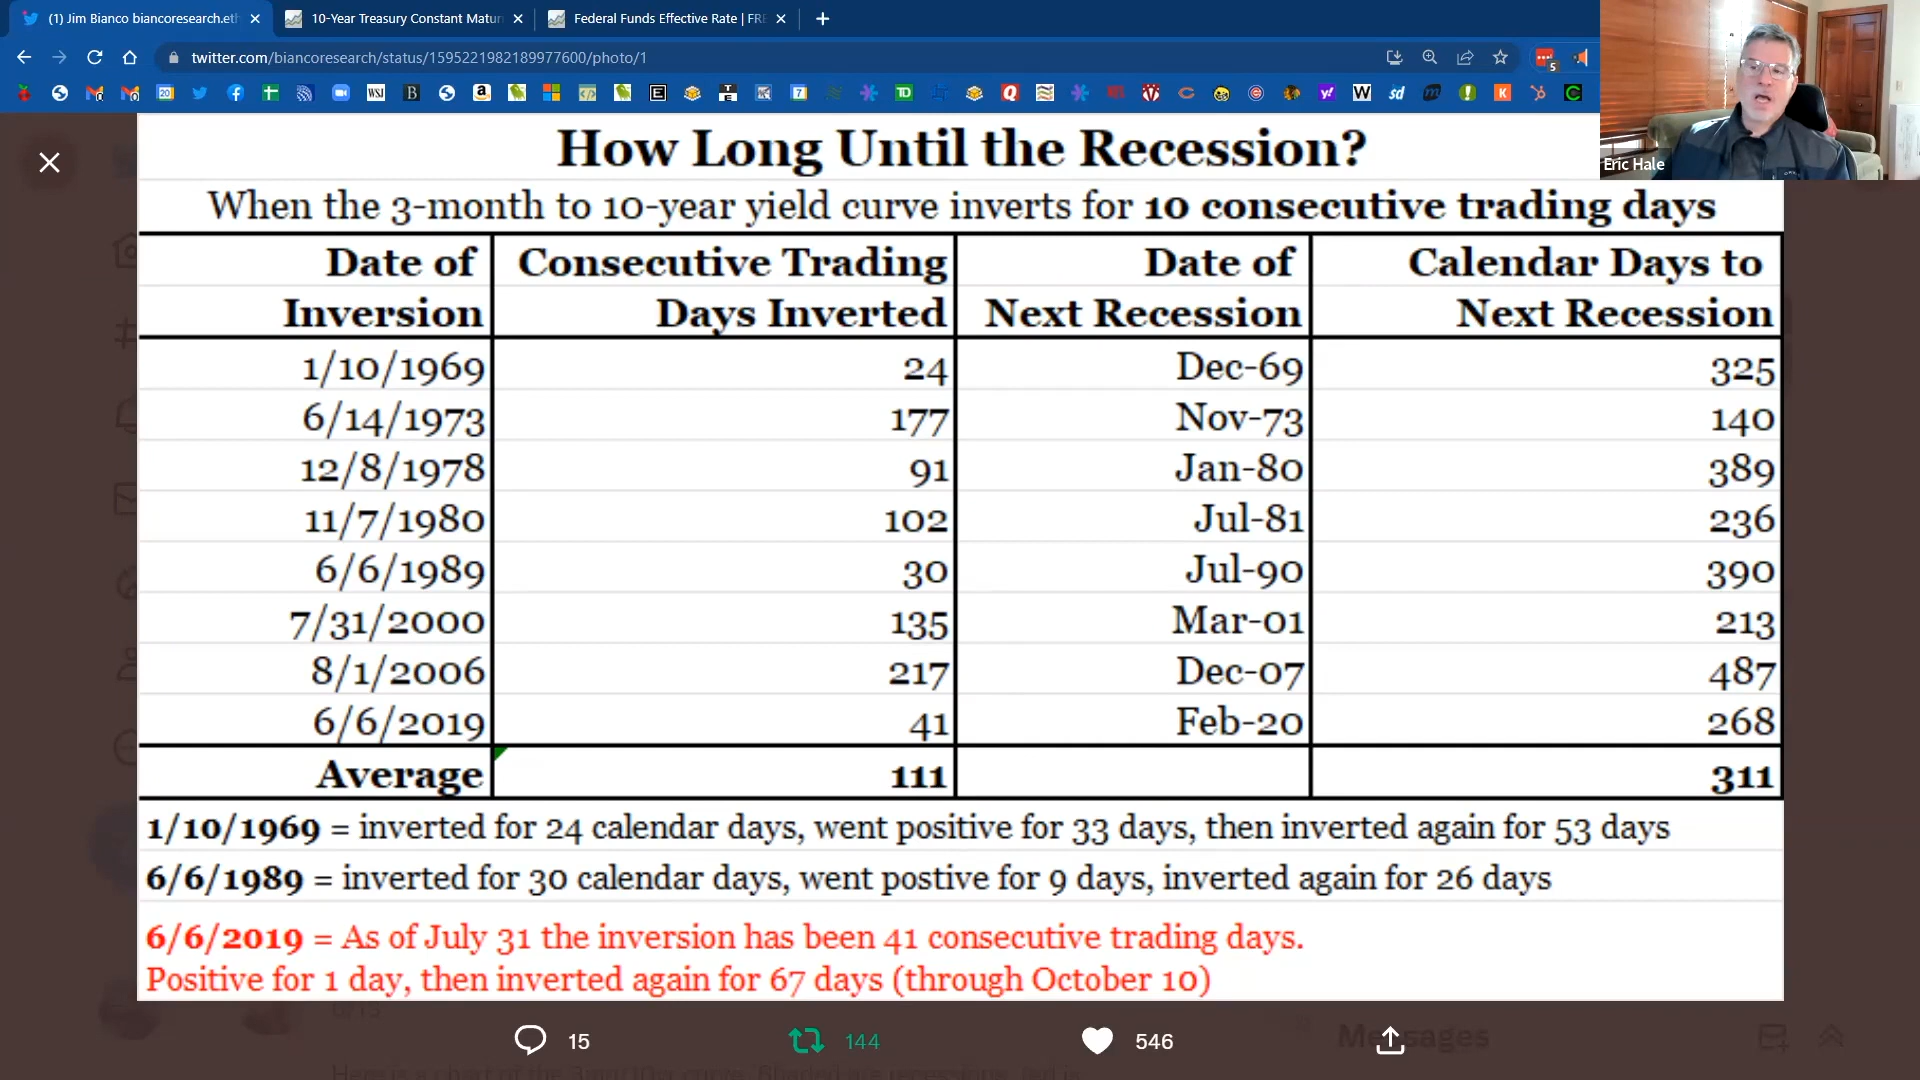 (1) Jim Bianco biancoresearch.eth
10-Year Treasury Constant Matur
Federal Funds Effective Rate | FRE
twitter.com/biancoresearch/status/1595221982189977600/photo/1
Eric Hale
How Long Until the Recession?
When the 3-month to 10-year yield curve inverts for 10 consecutive trading days
Date of Consecutive Trading Date of Calendar Days to
Inversion Days Inverted Next Recession Next Recession
1/10/1969 24 Dec-69 325
6/14/1973 177 Nov-73 140
12/8/1978 91 Jan-80 389
11/7/1980 102 Jul-81 236
6/6/1989 30 Jul-90 390
7/31/2000 135 Mar-01 213
8/1/2006 217 Dec-07 487
6/6/2019 41 Feb-20 268
Average 111 311
1/10/1969 = inverted for 24 calendar days, went positive for 33 days, then inverted again for 53 days
6/6/1989 = inverted for 30 calendar days, went postive for 9 days, inverted again for 26 days
6/6/2019 = As of July 31 the inversion has been 41 consecutive trading days.
Positive for 1 day, then inverted again for 67 days (through October 10)
15 144 546
Messages